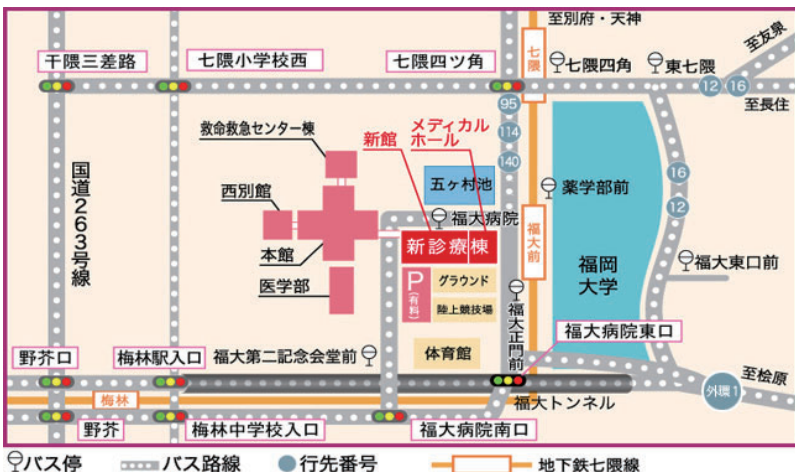 至別府・天神
至友泉
干隈三差路
七隈小学校西
七隈四ツ角
七隈
七隈四角
東七隈
12
16
至長住
95
114
140
救命救急センター棟
新館
メディカル
ホール
国道263号線
西別館
五ヶ村池
薬学部前
16
12
福大病院
本館
新診療棟
福大前
福岡
大学
福大東口前
医学部
P
(有料)
グラウンド
陸上競技場
福大正門前
福大病院東口
野芥口
梅林駅入口
福大第二記念会堂前
体育館
至桧原
外環1
梅林
福大トンネル
野芥
梅林中学校入口
福大病院南口
バス停
バス路線
行先番号
地下鉄七隈線